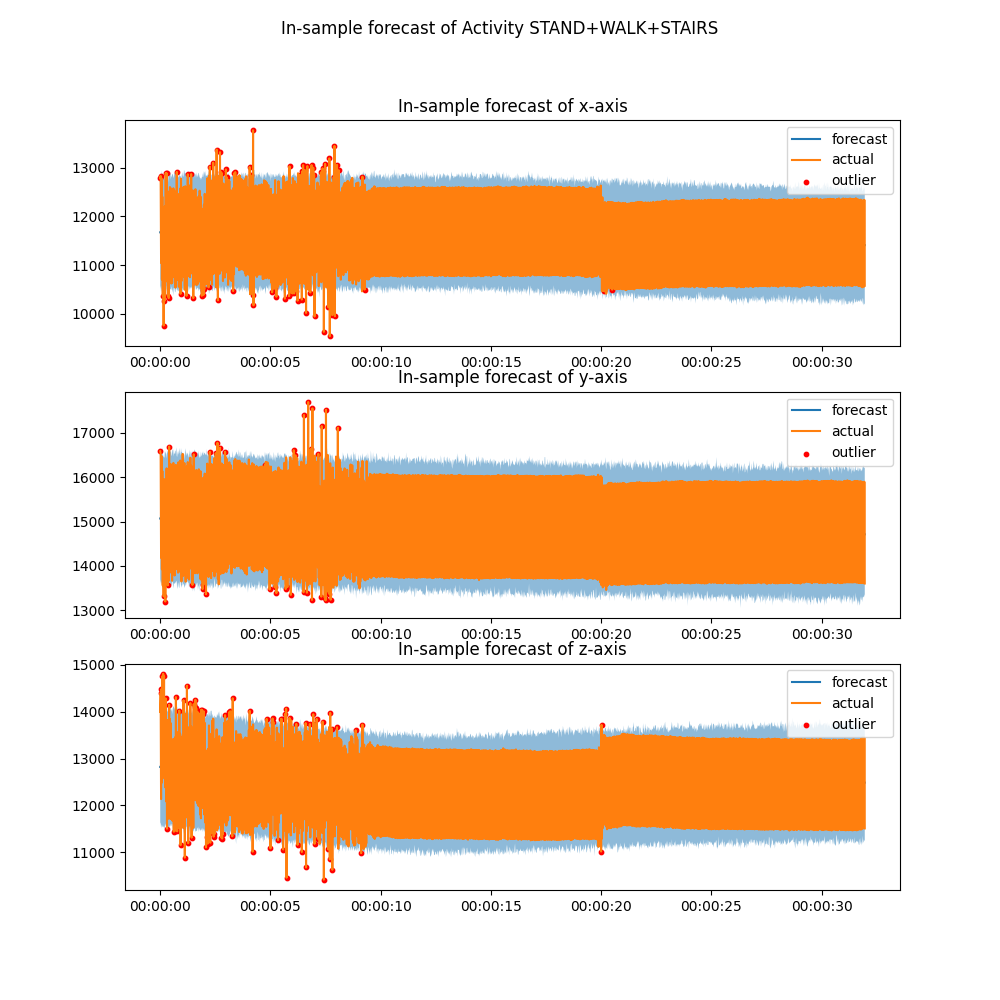 In-sample forecast of Activity STAND+WALK+STAIRS
In-sample forecast of x-axis
forecast
actual
outlier
13000
12000
11000
10000
00:00:00 00:00:05 00:00:10 00:00:15 00:00:20 00:00:25 00:00:30
In-sample forecast of y-axis
forecast
actual
outlier
17000
16000
15000
14000
13000
00:00:00 00:00:05 00:00:10 00:00:15 00:00:20 00:00:25 00:00:30
In-sample forecast of z-axis
forecast
actual
outlier
15000
14000
13000
12000
11000
00:00:00 00:00:05 00:00:10 00:00:15 00:00:20 00:00:25 00:00:30